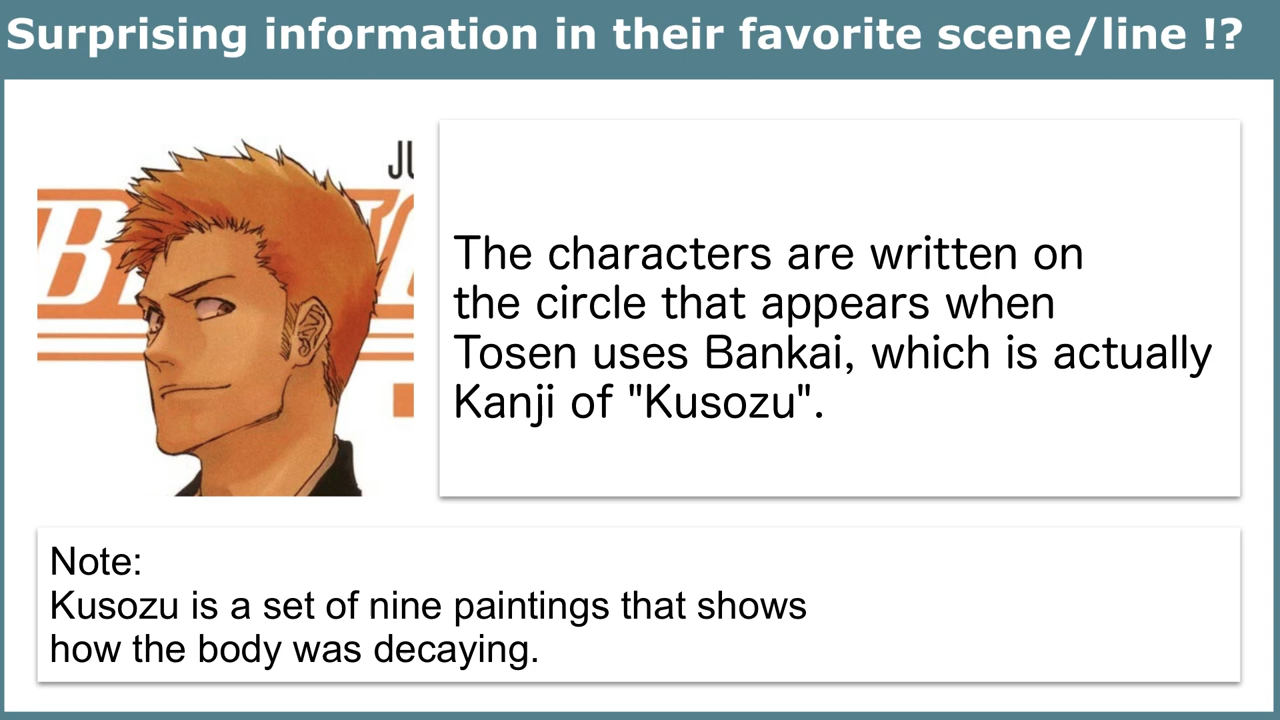 Surprising information in their favorite scene/line !?
JU
B
The characters are written on
the circle that appears when
Tosen uses Bankai, which is actually
Kanji of "Kusozu".
Note:
Kusozu is a set of nine paintings that shows
how the body was decaying.